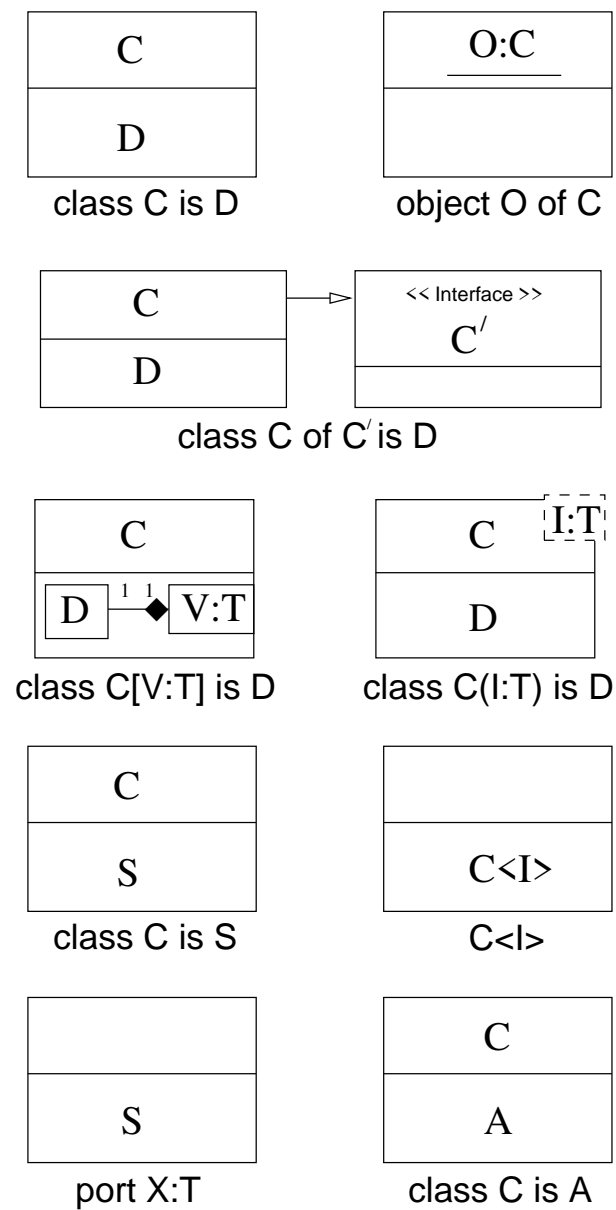 C
D
class C is D
O:C
object O of C
C
D
<< Interface >>
C/
class C of C/ is D
C
D
1
1
V:T
class C[V:T] is D
C
I:T
D
class C(I:T) is D
C
S
class C is S
C<I>
C<I>
S
port X:T
C
A
class C is A